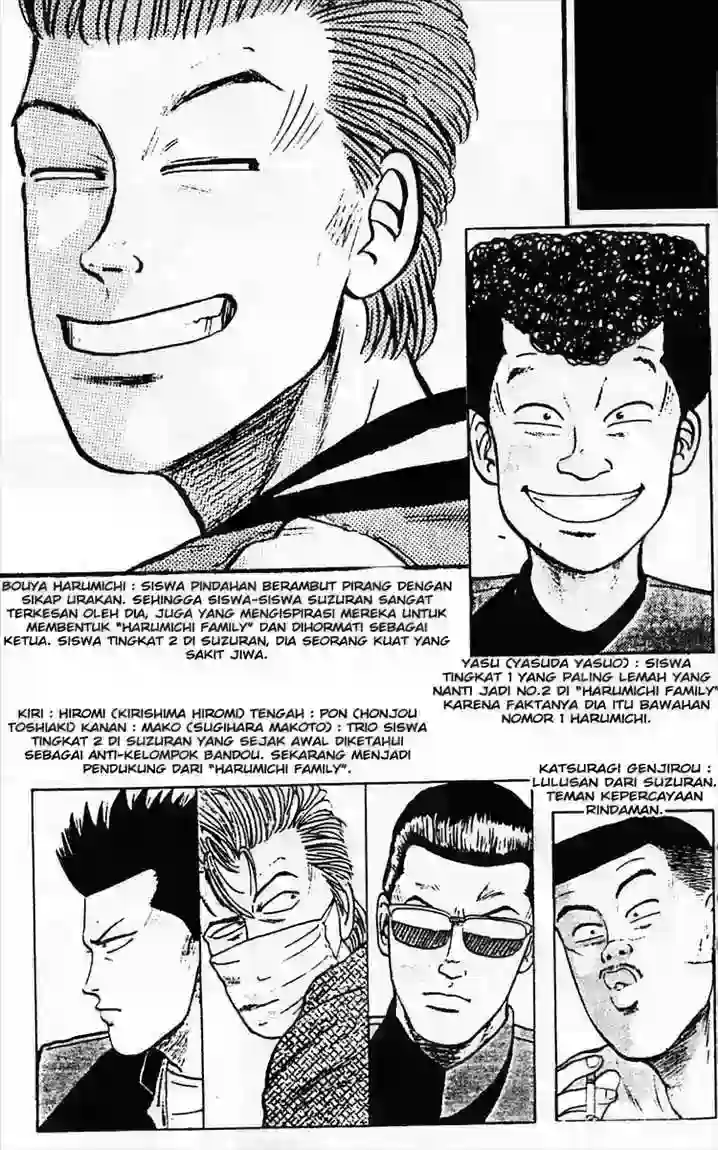 BOUYA HARUMICHI : SISWA PINDAHAN BERAMBUT PIRANG DENGAN
SIKAP URAKAN. SEHINGGA SISWA-SISWA SUZURAN SANGAT
TERKESAN OLEH DIA, JUGA YANG MENGISPIRASI MEREKA UNTUK
MEMBENTUK "HARUMICHI FAMILY" DAN DIHORMATI SEBAGAI
KETUA. SISWA TINGKAT 2 DI SUZURAN, DIA SEORANG KUAT YANG
SAKIT JIWA.
YASU (YASUDA YASUO) : SISWA
TINGKAT 1 YANG PALING LEMAH YANG
NANTI JADI NO.2 DI "HARUMICHI FAMILY"
KARENA FAKTANYA DIA ITU BAWAHAN
NOMOR 1 HARUMICHI.
KIRI : HIROMI (KIRISHIMA HIROMI) TENGAH : PON (HONJOU
TOSHIAKI) KANAN : MAKO (SUGIHARA MAKOTO) : TRIO SISWA
TINGKAT 2 DI SUZURAN YANG SEJAK AWAL DIKETAHUI
SEBAGAI ANTI-KELOMPOK BANDOU. SEKARANG MENJADI
PENDUKUNG DARI "HARUMICHI FAMILY".
KATSURAGI GENJIROU :
LULUSAN DARI SUZURAN.
TEMAN KEPERCAYAAN
RINDAMAN.